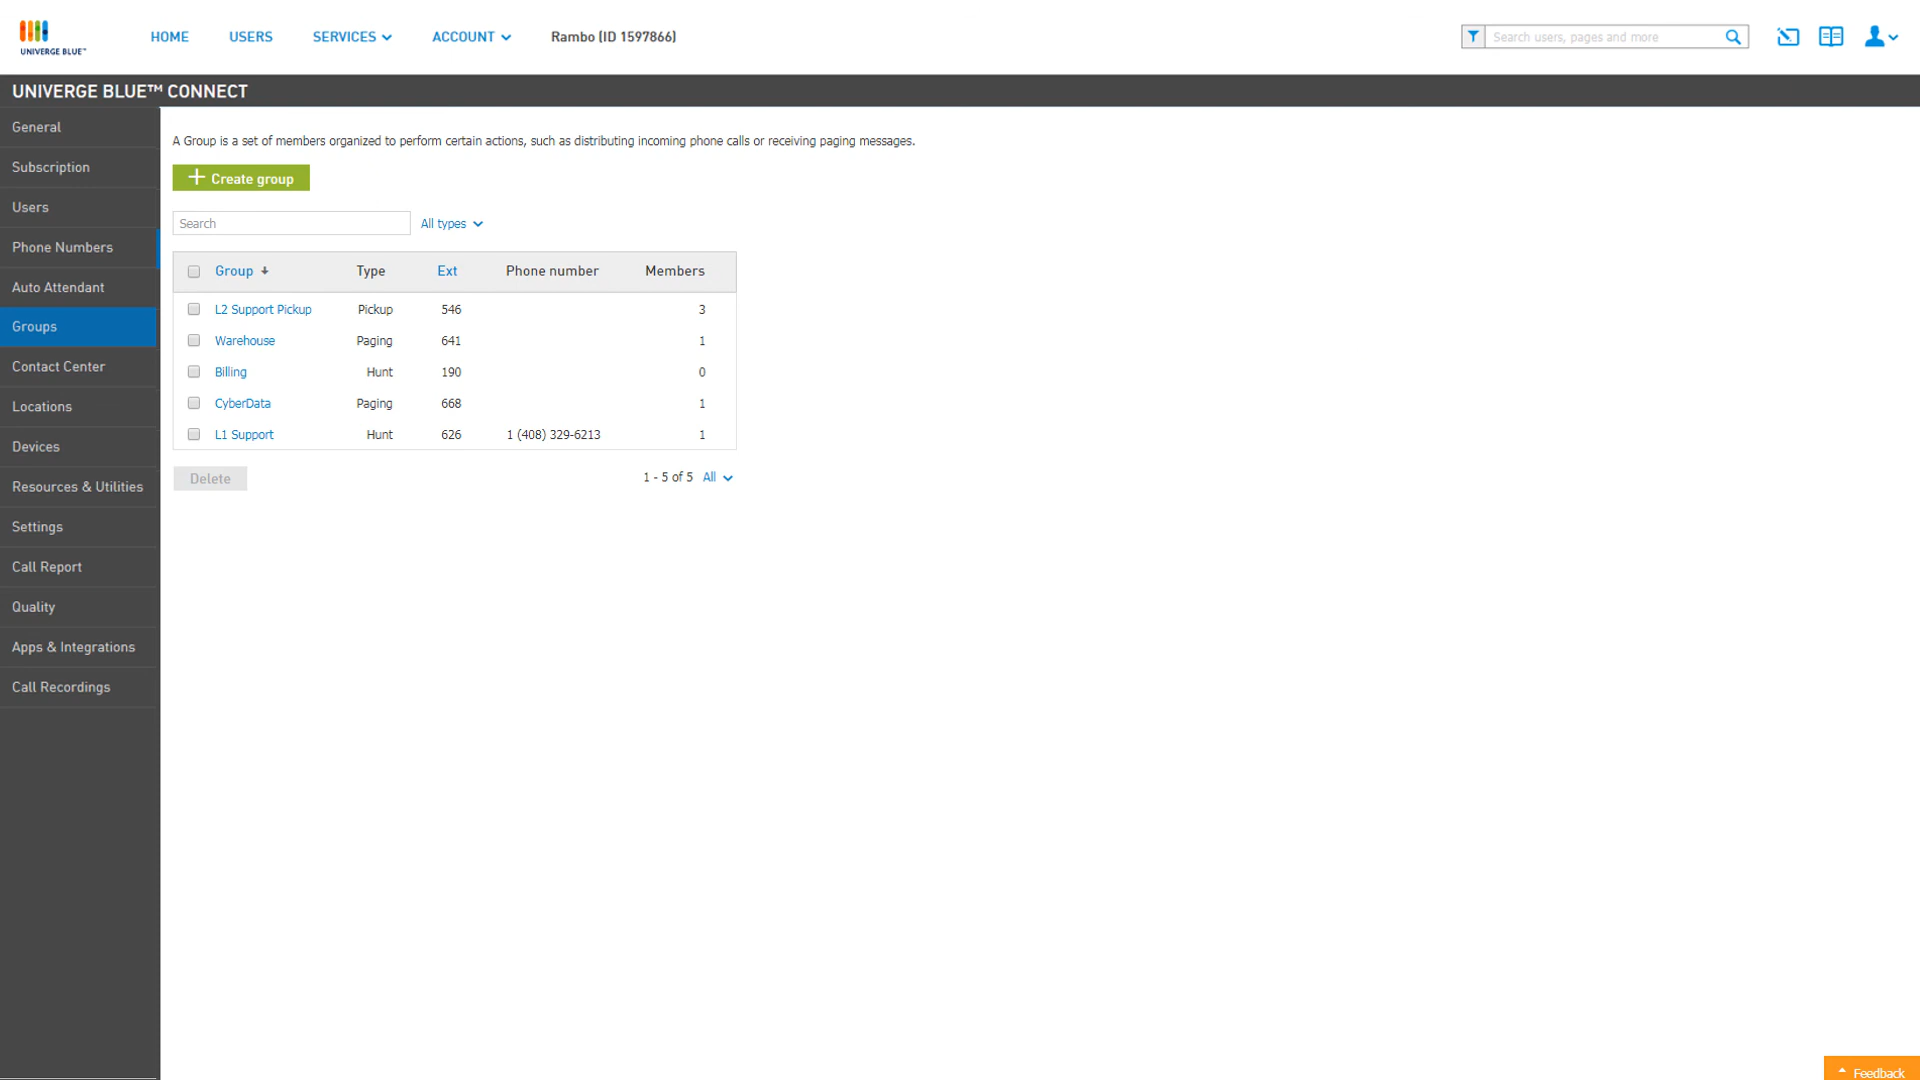 UNIVERGE BLUE™
HOME USERS SERVICES ACCOUNT Rambo (ID 1597866) Search users, pages and more
UNIVERGE BLUE™ CONNECT
General
Subscription
Users
Phone Numbers
Auto Attendant
Groups
Contact Center
Locations
Devices
Resources & Utilities
Settings
Call Report
Quality
Apps & Integrations
Call Recordings
A Group is a set of members organized to perform certain actions, such as distributing incoming phone calls or receiving paging messages.
Create group
Search All types
Group Type Ext Phone number Members
L2 Support Pickup Pickup 546 3
Warehouse Paging 641 1
Billing Hunt 190 0
CyberData Paging 668 1
L1 Support Hunt 626 1 (408) 329-6213 1
Delete 1 - 5 of 5 All
Feedback